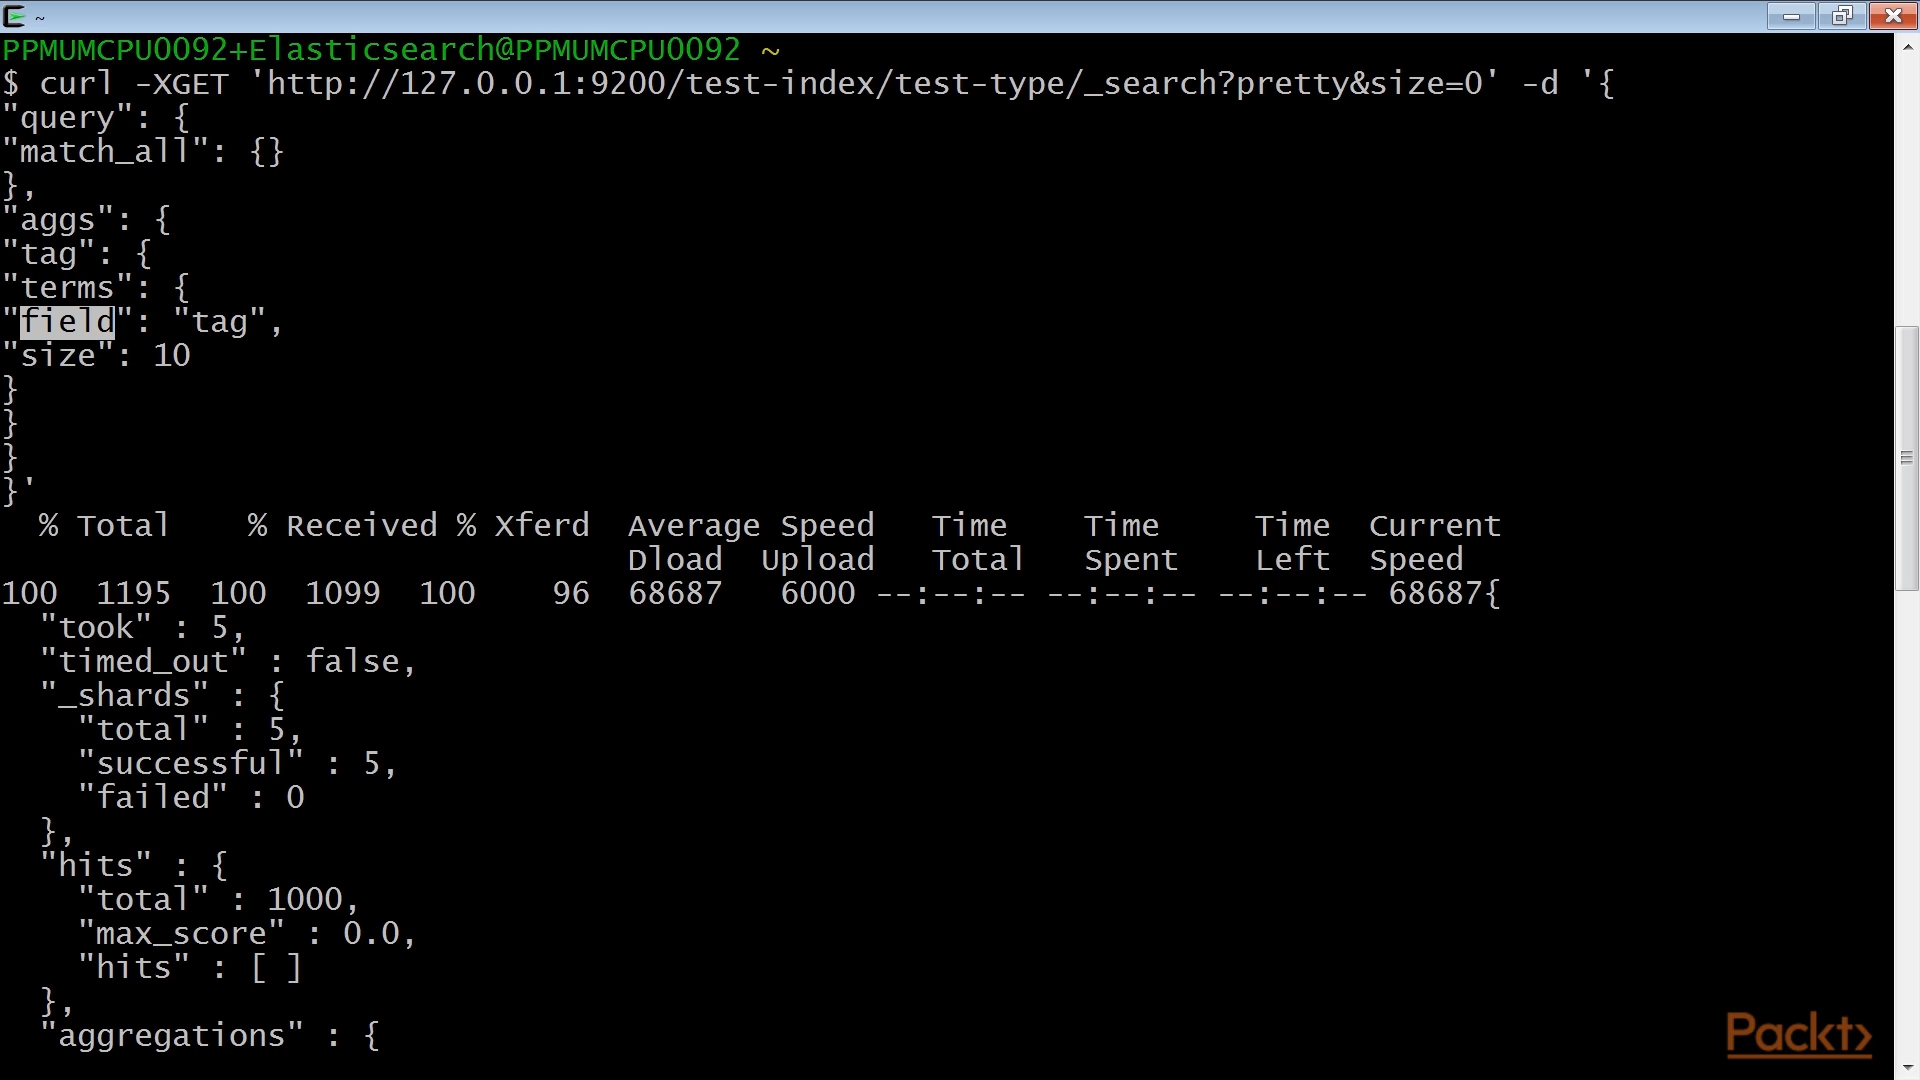 ~
PPMUMCPU0092+Elasticsearch@PPMUMCPU0092 ~
$ curl -XGET 'http://127.0.0.1:9200/test-index/test-type/_search?pretty&size=0' -d '{
"query": {
"match_all": {}
},
"aggs": {
"tag": {
"terms": {
"field": "tag",
"size": 10
}
}
}
}'
  % Total    % Received % Xferd  Average Speed   Time    Time     Time  Current
                                 Dload  Upload   Total   Spent    Left  Speed
100  1195  100  1099  100    96  68687   6000 --:--:-- --:--:-- --:--:-- 68687{
  "took" : 5,
  "timed_out" : false,
  "_shards" : {
    "total" : 5,
    "successful" : 5,
    "failed" : 0
  },
  "hits" : {
    "total" : 1000,
    "max_score" : 0.0,
    "hits" : [ ]
  },
  "aggregations" : {
Packt>